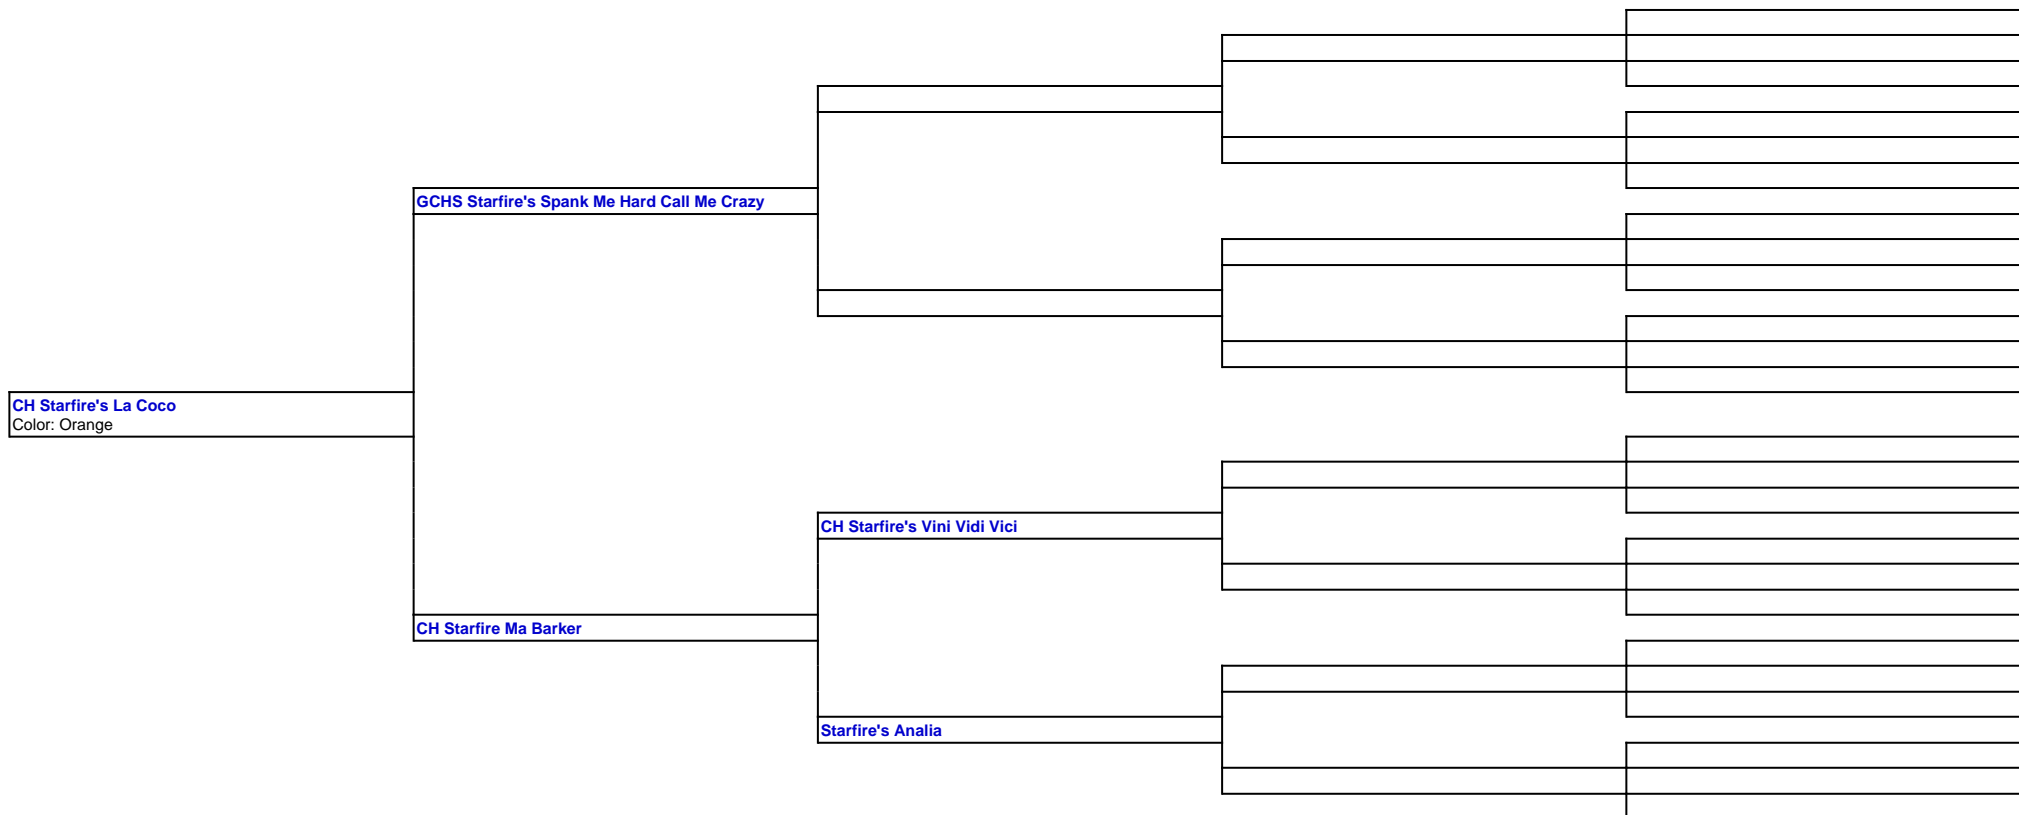 GCHS Starfire's Spank Me Hard Call Me Crazy
CH Starfire's La Coco
Color: Orange
CH Starfire's Vini Vidi Vici
CH Starfire Ma Barker
Starfire's Analia